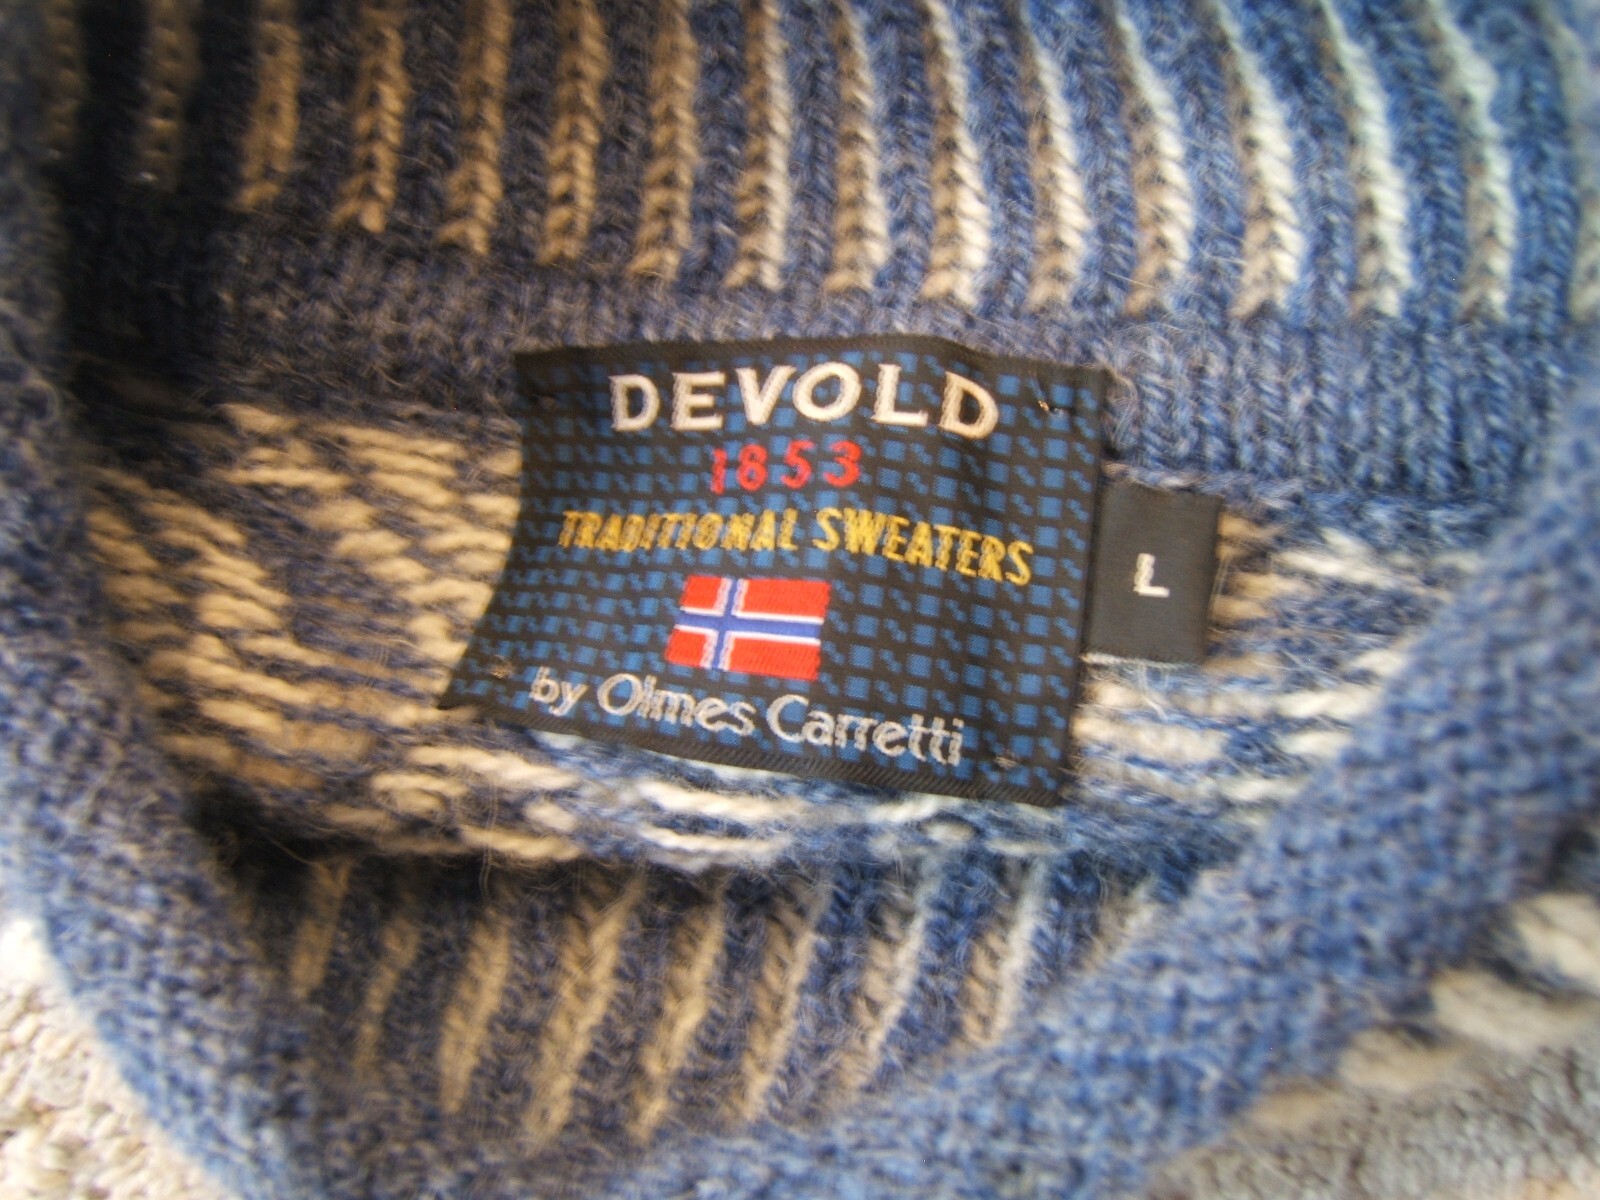 DEVOLD
1853
TRADITIONAL SWEATERS
L
by Olmes Carretti